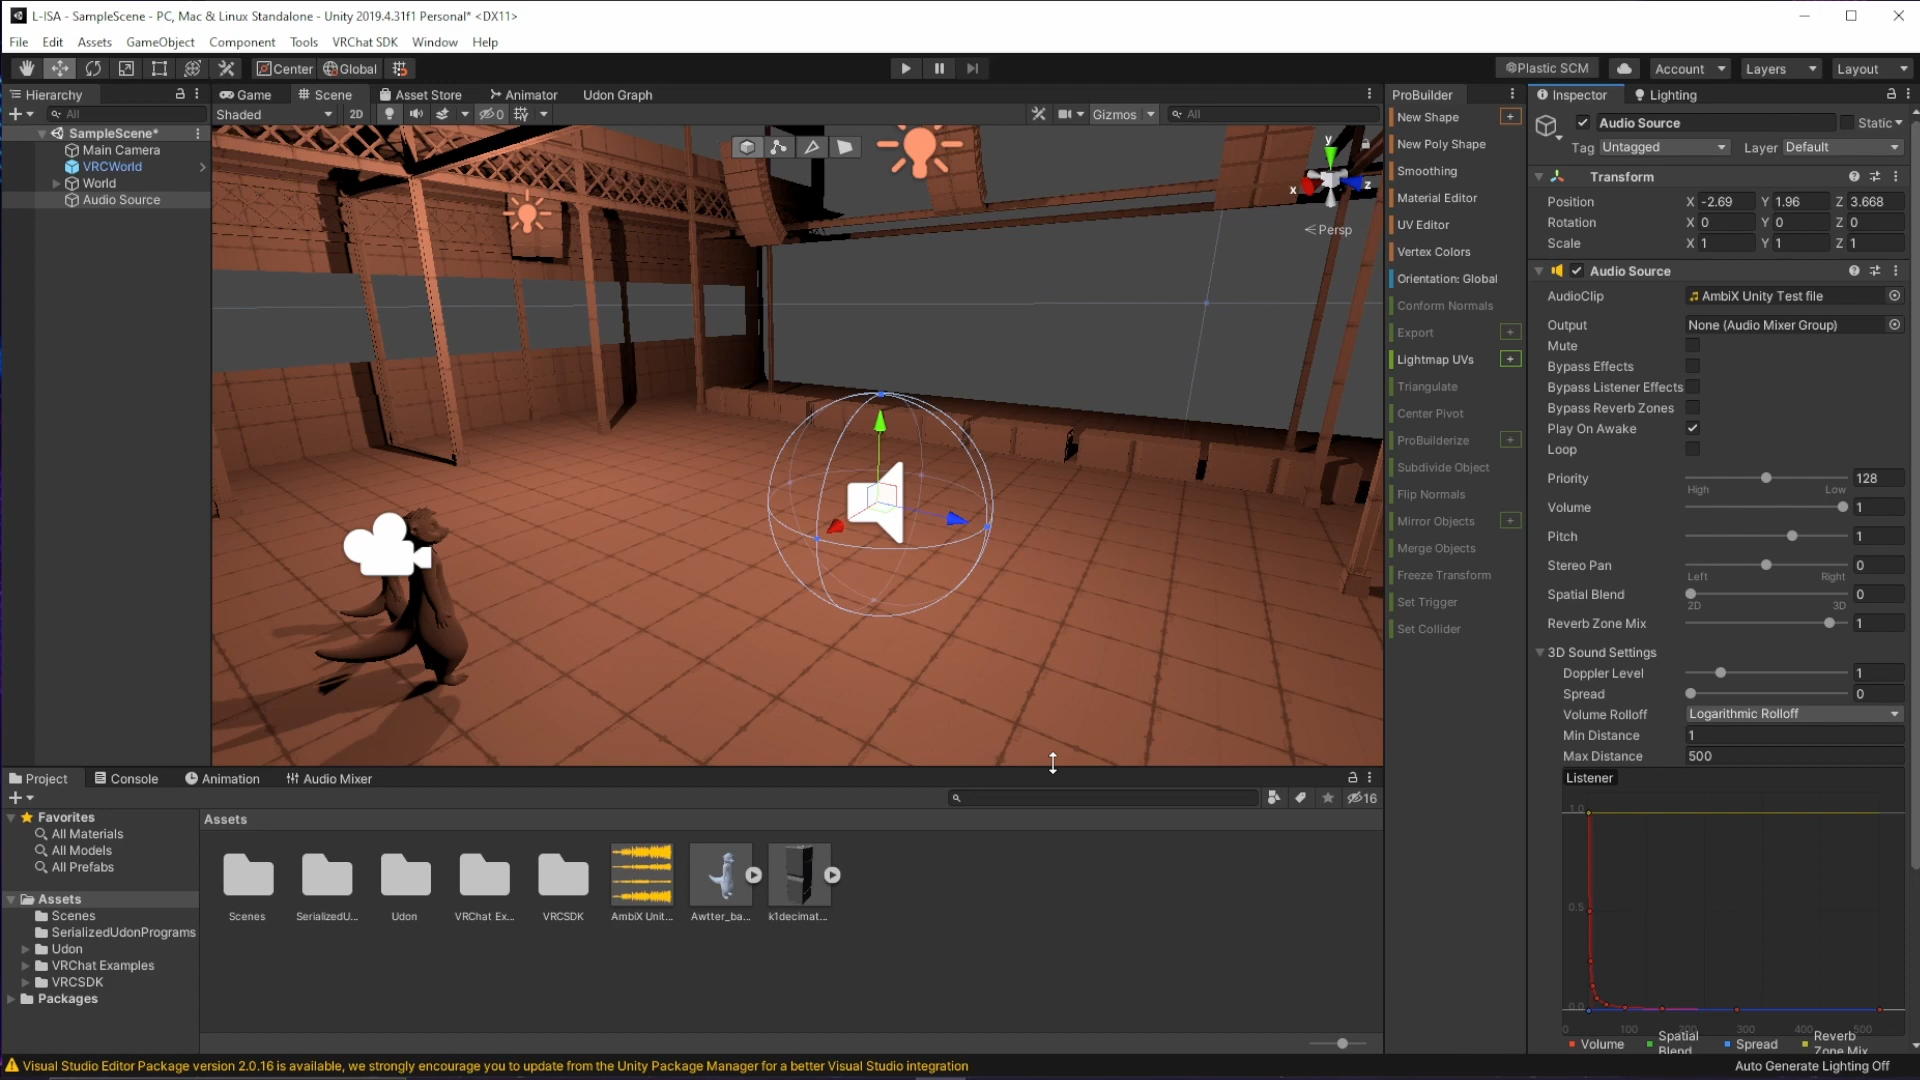 L-ISA - SampleScene - PC, Mac & Linux Standalone - Unity 2019.4.31f1 Personal* <DX11>
File Edit Assets GameObject Component Tools VRChat SDK Window Help
Center Global Plastic SCM Account Layers Layout
Hierarchy
All
SampleScene*
Main Camera
VRCWorld
World
Audio Source
Game Scene Asset Store Animator Udon Graph
Shaded 2D 0 Gizmos All
y
x
z
Persp
ProBuilder
New Shape
New Poly Shape
Smoothing
Material Editor
UV Editor
Vertex Colors
Orientation: Global
Conform Normals
Export
Lightmap UVs
Triangulate
Center Pivot
ProBuilderize
Subdivide Object
Flip Normals
Mirror Objects
Merge Objects
Freeze Transform
Set Trigger
Set Collider
Inspector Lighting
Audio Source Static
Tag Untagged Layer Default
Transform
Position X -2.69 Y 1.96 Z 3.668
Rotation X 0 Y 0 Z 0
Scale X 1 Y 1 Z 1
Audio Source
AudioClip AmbiX Unity Test file
Output None (Audio Mixer Group)
Mute
Bypass Effects
Bypass Listener Effects
Bypass Reverb Zones
Play On Awake
Loop
Priority 128
High Low
Volume 1
Pitch 1
Stereo Pan 0
Left Right
Spatial Blend 0
2D 3D
Reverb Zone Mix 1
3D Sound Settings
Doppler Level 1
Spread 0
Volume Rolloff Logarithmic Rolloff
Min Distance 1
Max Distance 500
Listener
1.0
0.5
0.0
0 100 200 300 400 500
Volume Spatial Blend Spread Reverb Zone Mix
Project Console Animation Audio Mixer
16
Favorites
All Materials
All Models
All Prefabs
Assets
Scenes
SerializedUdonPrograms
Udon
VRChat Examples
VRCSDK
Packages
Assets
Scenes SerializedU... Udon VRChat Ex... VRCSDK AmbiX Unit... Awtter_ba... k1decimat...
Visual Studio Editor Package version 2.0.16 is available, we strongly encourage you to update from the Unity Package Manager for a better Visual Studio integration
Auto Generate Lighting Off